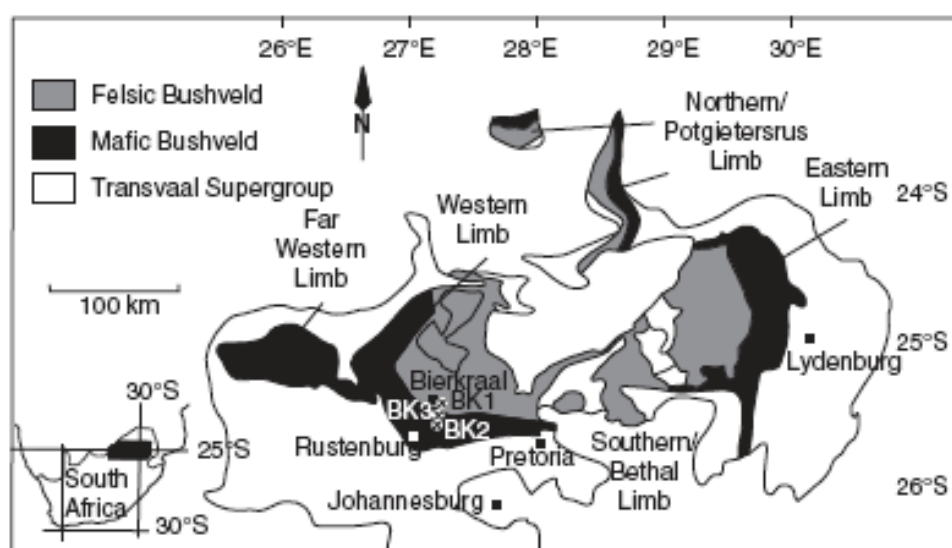 26°E 27°E 28°E 29°E 30°E
Felsic Bushveld
Mafic Bushveld
Transvaal Supergroup
N
Northern/
Potgietersrus
Limb
Eastern
Limb
24°S
Far
Western
Limb
Western
Limb
100 km
25°S
Lydenburg
Bierkraal
BK1
BK3
BK2
Rustenburg
Pretoria
Southern/
Bethal
Limb
Johannesburg
26°S
30°S
25°S
South
Africa
30°S